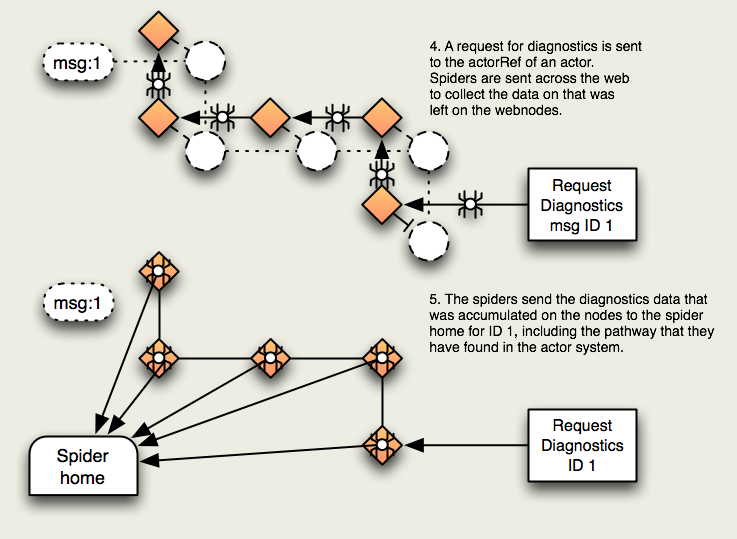 msg:1
4. A request for diagnostics is sent
to the actorRef of an actor.
Spiders are sent across the web
to collect the data on that was
left on the webnodes.
Request
Diagnostics
msg ID 1
msg:1
5. The spiders send the diagnostics data that
was accumulated on the nodes to the spider
home for ID 1, including the pathway that they
have found in the actor system.
Request
Diagnostics
ID 1
Spider
home